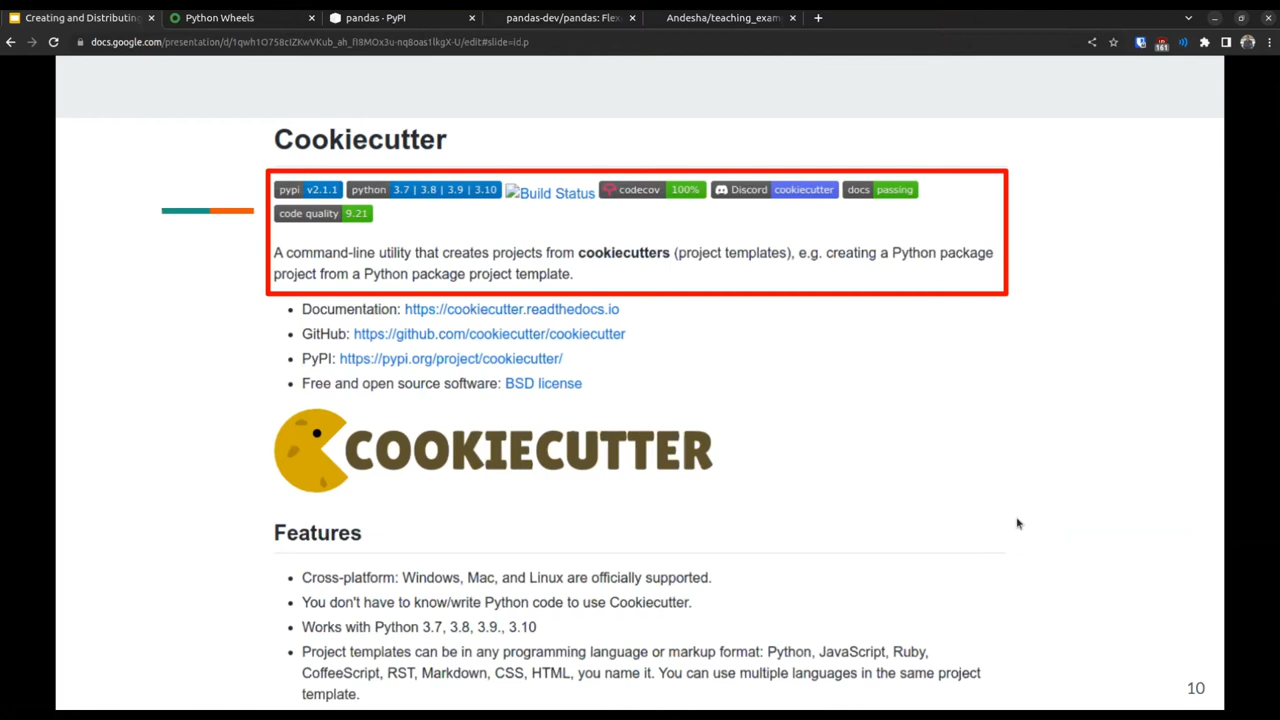 Creating and Distributing
Python Wheels
pandas · PyPI
pandas-dev/pandas: Flex
Andesha/teaching_exam
docs.google.com/presentation/d/1qwh1O758cIZKwVKub_ah_fI8MOx3u-nq8oas1lkgX-U/edit#slide=id.p
161
Cookiecutter
pypi v2.1.1 python 3.7 | 3.8 | 3.9 | 3.10 Build Status codecov 100% Discord cookiecutter docs passing
code quality 9.21
A command-line utility that creates projects from cookiecutters (project templates), e.g. creating a Python package
project from a Python package project template.
• Documentation: https://cookiecutter.readthedocs.io
• GitHub: https://github.com/cookiecutter/cookiecutter
• PyPI: https://pypi.org/project/cookiecutter/
• Free and open source software: BSD license
COOKIECUTTER
Features
• Cross-platform: Windows, Mac, and Linux are officially supported.
• You don't have to know/write Python code to use Cookiecutter.
• Works with Python 3.7, 3.8, 3.9., 3.10
• Project templates can be in any programming language or markup format: Python, JavaScript, Ruby,
CoffeeScript, RST, Markdown, CSS, HTML, you name it. You can use multiple languages in the same project
template.
10